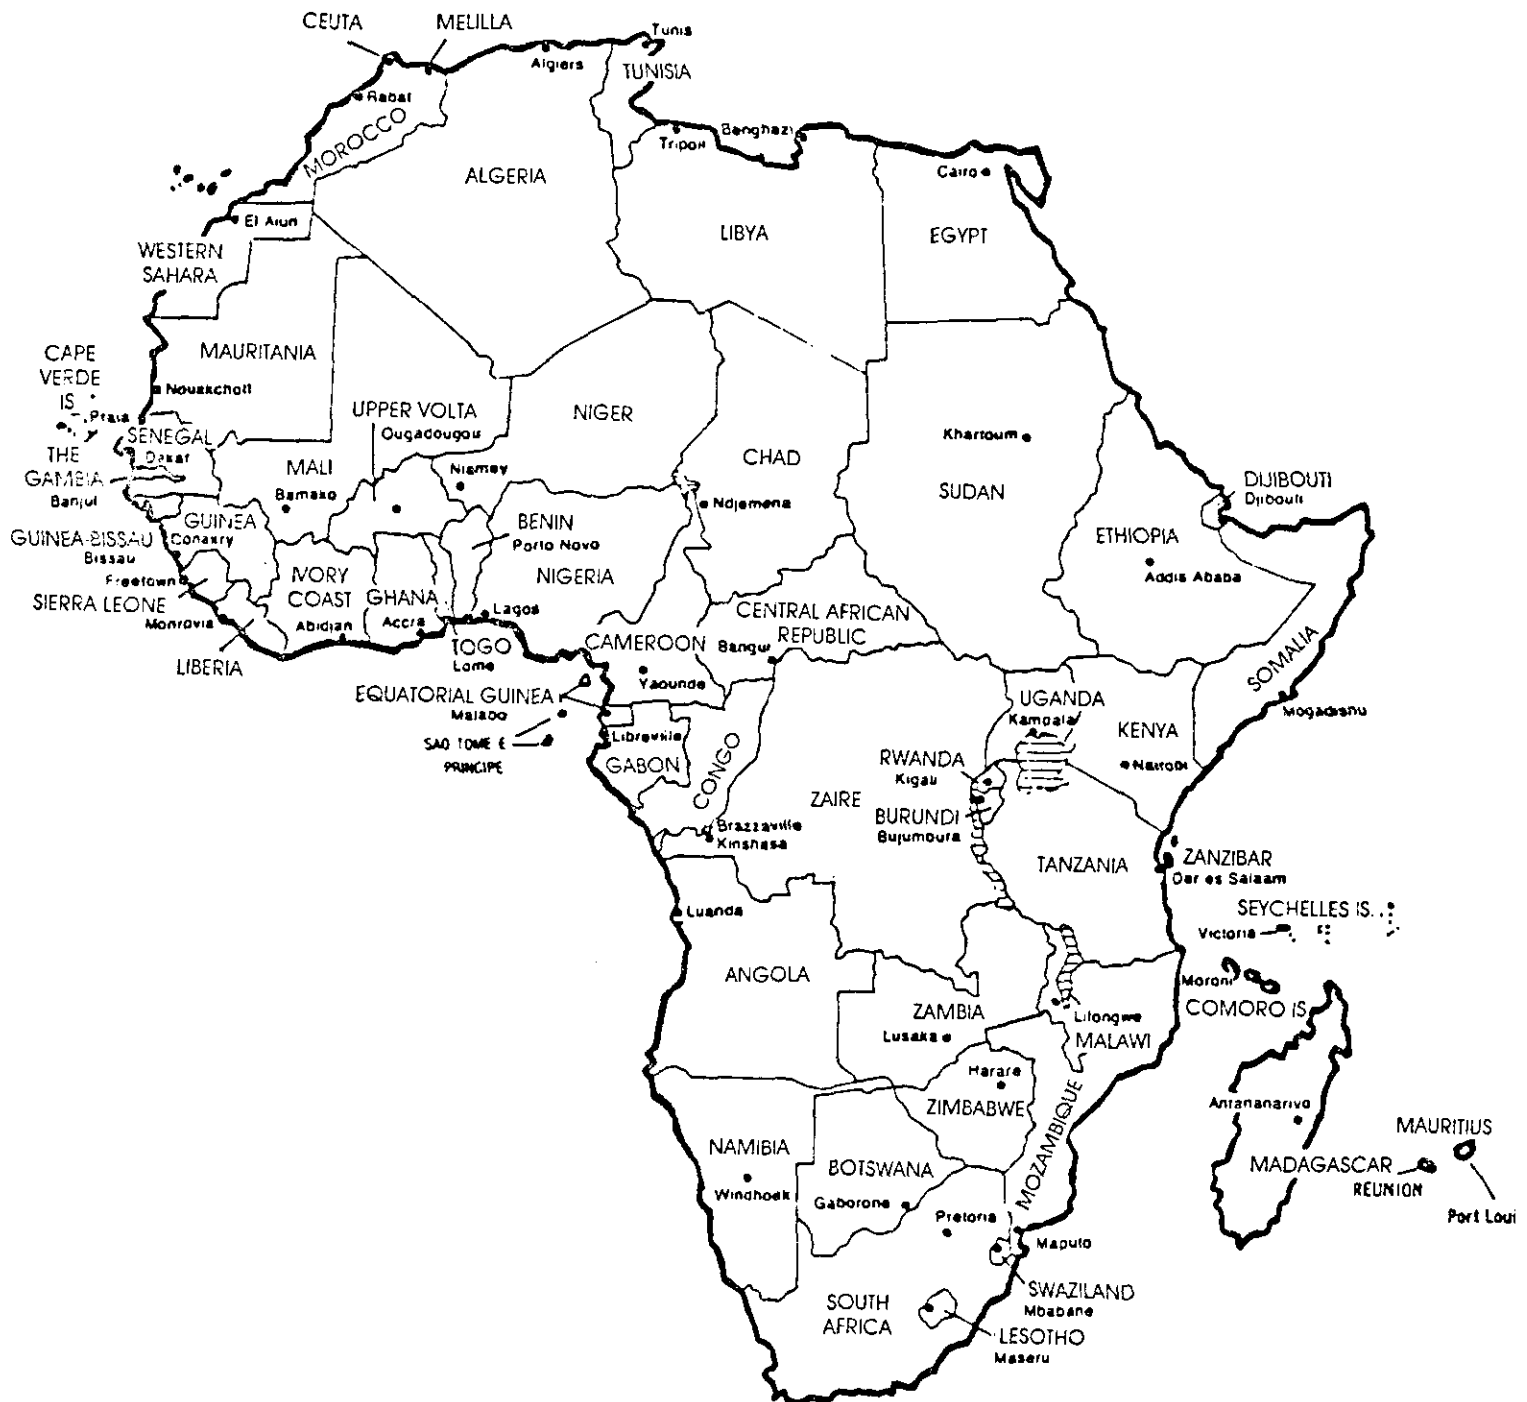 CEUTA
MELILLA
Tunis
Algiers
TUNISIA
Rabat
MOROCCO
Tripoli
Benghazi
ALGERIA
Cairo
El Aiun
LIBYA
EGYPT
WESTERN
SAHARA
MAURITANIA
CAPE
VERDE
IS
Nouakchott
Praia
UPPER VOLTA
Ougadougou
NIGER
SENEGAL
Dakar
Khartoum
THE
GAMBIA
Banjul
MALI
Bamako
Niamey
CHAD
Ndjemena
SUDAN
DJIBOUTI
Djibouti
GUINEA
Conakry
BENIN
Porto Novo
ETHIOPIA
GUINEA-BISSAU
Bissau
Freetown
SIERRA LEONE
IVORY
COAST
GHANA
NIGERIA
Addis Ababa
Monrovia
Abidjan
Accra
Lagos
CENTRAL AFRICAN
REPUBLIC
LIBERIA
TOGO
Lome
CAMEROON
Bangui
SOMALIA
EQUATORIAL GUINEA
Malabo
Yaounde
UGANDA
Kampala
KENYA
Mogadishu
SAO TOME E
PRINCIPE
Libreville
GABON
CONGO
RWANDA
Kigali
Nairobi
ZAIRE
BURUNDI
Bujumbura
Brazzaville
Kinshasa
TANZANIA
ZANZIBAR
Dar es Salaam
Luanda
SEYCHELLES IS.
Victoria
ANGOLA
Moroni
COMORO IS
ZAMBIA
Lusaka
Lilongwe
MALAWI
Harare
ZIMBABWE
MOZAMBIQUE
Antananarivo
MAURITIUS
NAMIBIA
BOTSWANA
MADAGASCAR
REUNION
Windhoek
Gaborone
Pretoria
Port Loui
Maputo
SWAZILAND
Mbabane
SOUTH
AFRICA
LESOTHO
Maseru